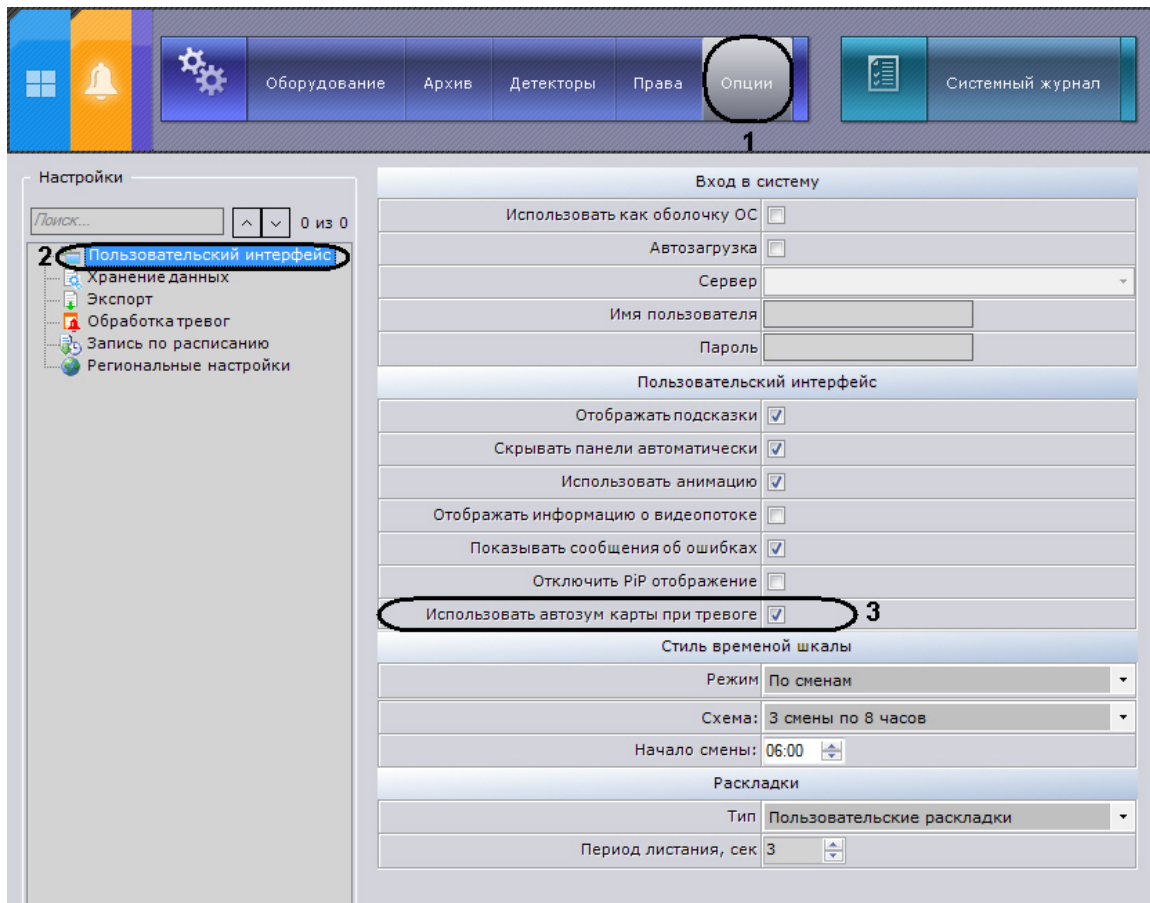 Оборудование Архив Детекторы Права Опции Системный журнал
1
Настройки
Поиск... 0 из 0
2 Пользовательский интерфейс
Хранение данных
Экспорт
Обработка тревог
Запись по расписанию
Региональные настройки
Вход в систему
Использовать как оболочку ОС
Автозагрузка
Сервер
Имя пользователя
Пароль
Пользовательский интерфейс
Отображать подсказки
Скрывать панели автоматически
Использовать анимацию
Отображать информацию о видеопотоке
Показывать сообщения об ошибках
Отключить PiP отображение
Использовать автозум карты при тревоге 3
Стиль временой шкалы
Режим По сменам
Схема: 3 смены по 8 часов
Начало смены: 06:00
Раскладки
Тип Пользовательские раскладки
Период листания, сек 3